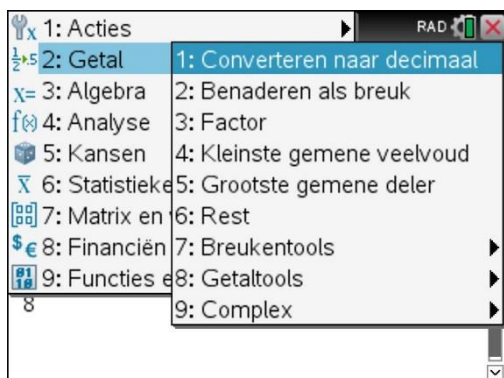 1: Acties
RAD
2: Getal
3: Algebra
4: Analyse
5: Kansen
6: Statistieke
7: Matrix en
8: Financiën
9: Functies e
1: Converteren naar decimaal
2: Benaderen als breuk
3: Factor
4: Kleinste gemene veelvoud
5: Grootste gemene deler
6: Rest
7: Breukentools
8: Getaltools
9: Complex
8